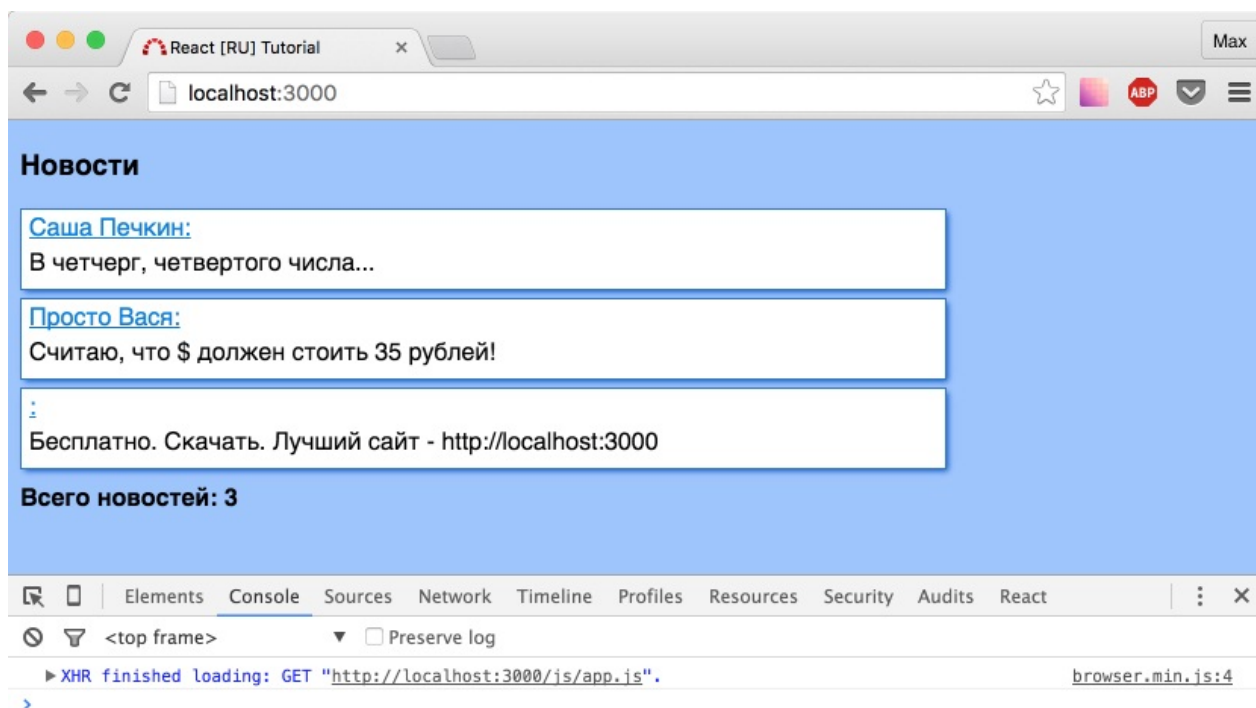 React [RU] Tutorial
Max
localhost:3000
ABP
Новости
Саша Печкин:
В четчерг, четвертого числа...
Просто Вася:
Считаю, что $ должен стоить 35 рублей!
:
Бесплатно. Скачать. Лучший сайт - http://localhost:3000
Всего новостей: 3
Elements Console Sources Network Timeline Profiles Resources Security Audits React
<top frame> Preserve log
XHR finished loading: GET "http://localhost:3000/js/app.js". browser.min.js:4